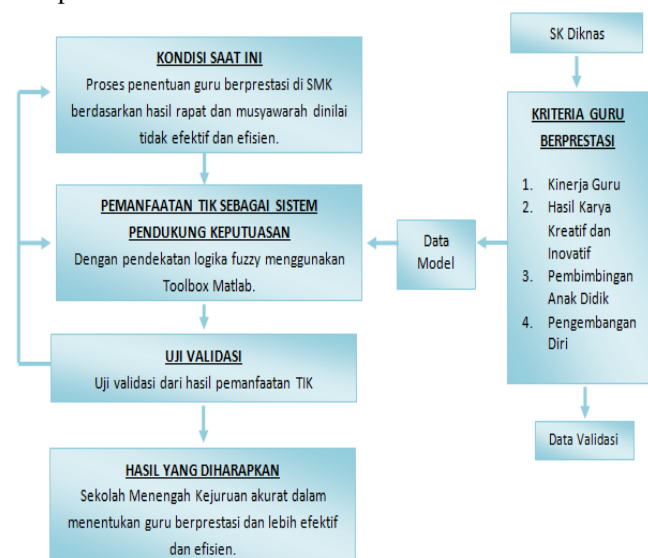 KONDISI SAAT INI
Proses penentuan guru berprestasi di SMK
berdasarkan hasil rapat dan musyawarah dinilai
tidak efektif dan efisien.
PEMANFAATAN TIK SEBAGAI SISTEM
PENDUKUNG KEPUTUASAN
Dengan pendekatan logika fuzzy menggunakan
Toolbox Matlab.
UJI VALIDASI
Uji validasi dari hasil pemanfaatan TIK
HASIL YANG DIHARAPKAN
Sekolah Menengah Kejuruan akurat dalam
menentukan guru berprestasi dan lebih efektif
dan efisien.
Data
Model
SK Diknas
KRITERIA GURU
BERPRESTASI
1. Kinerja Guru
2. Hasil Karya
Kreatif dan
Inovatif
3. Pembimbingan
Anak Didik
4. Pengembangan
Diri
Data Validasi